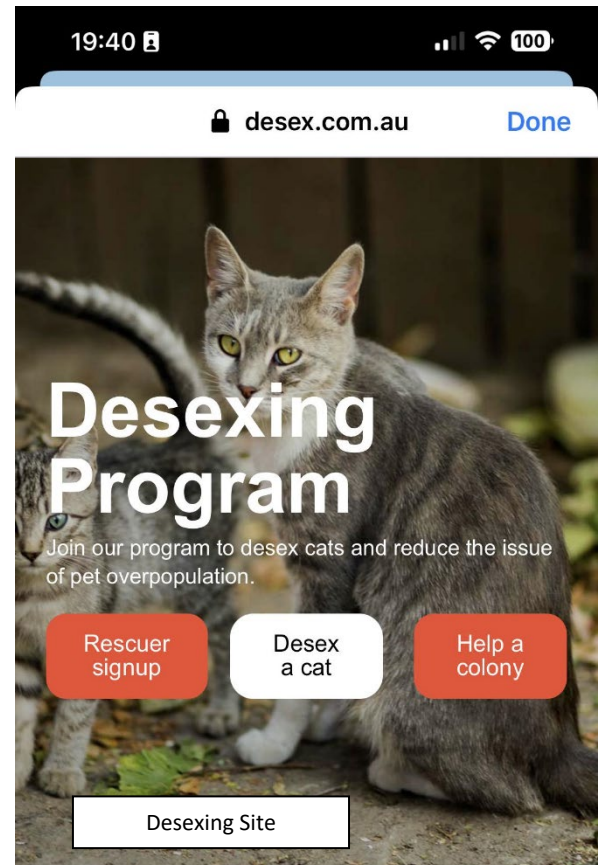 19:40 100
desex.com.au Done
Desexing
Program
Join our program to desex cats and reduce the issue
of pet overpopulation.
Rescuer
signup
Desex
a cat
Help a
colony
Desexing Site